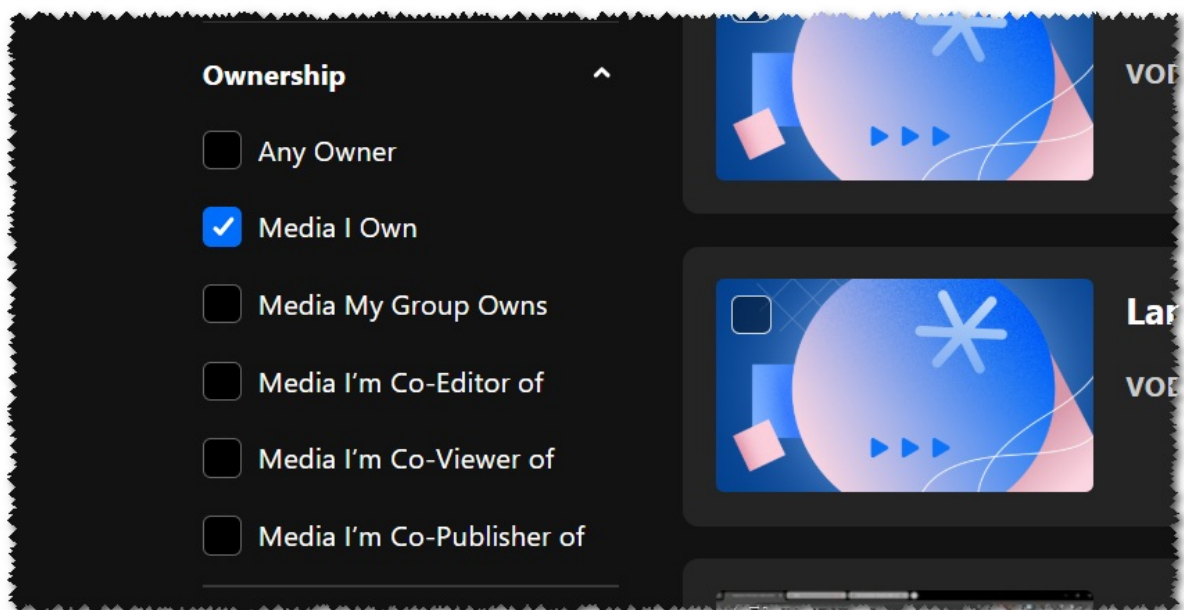 Ownership
Any Owner
Media I Own
Media My Group Owns
Media I’m Co-Editor of
Media I’m Co-Viewer of
Media I’m Co-Publisher of